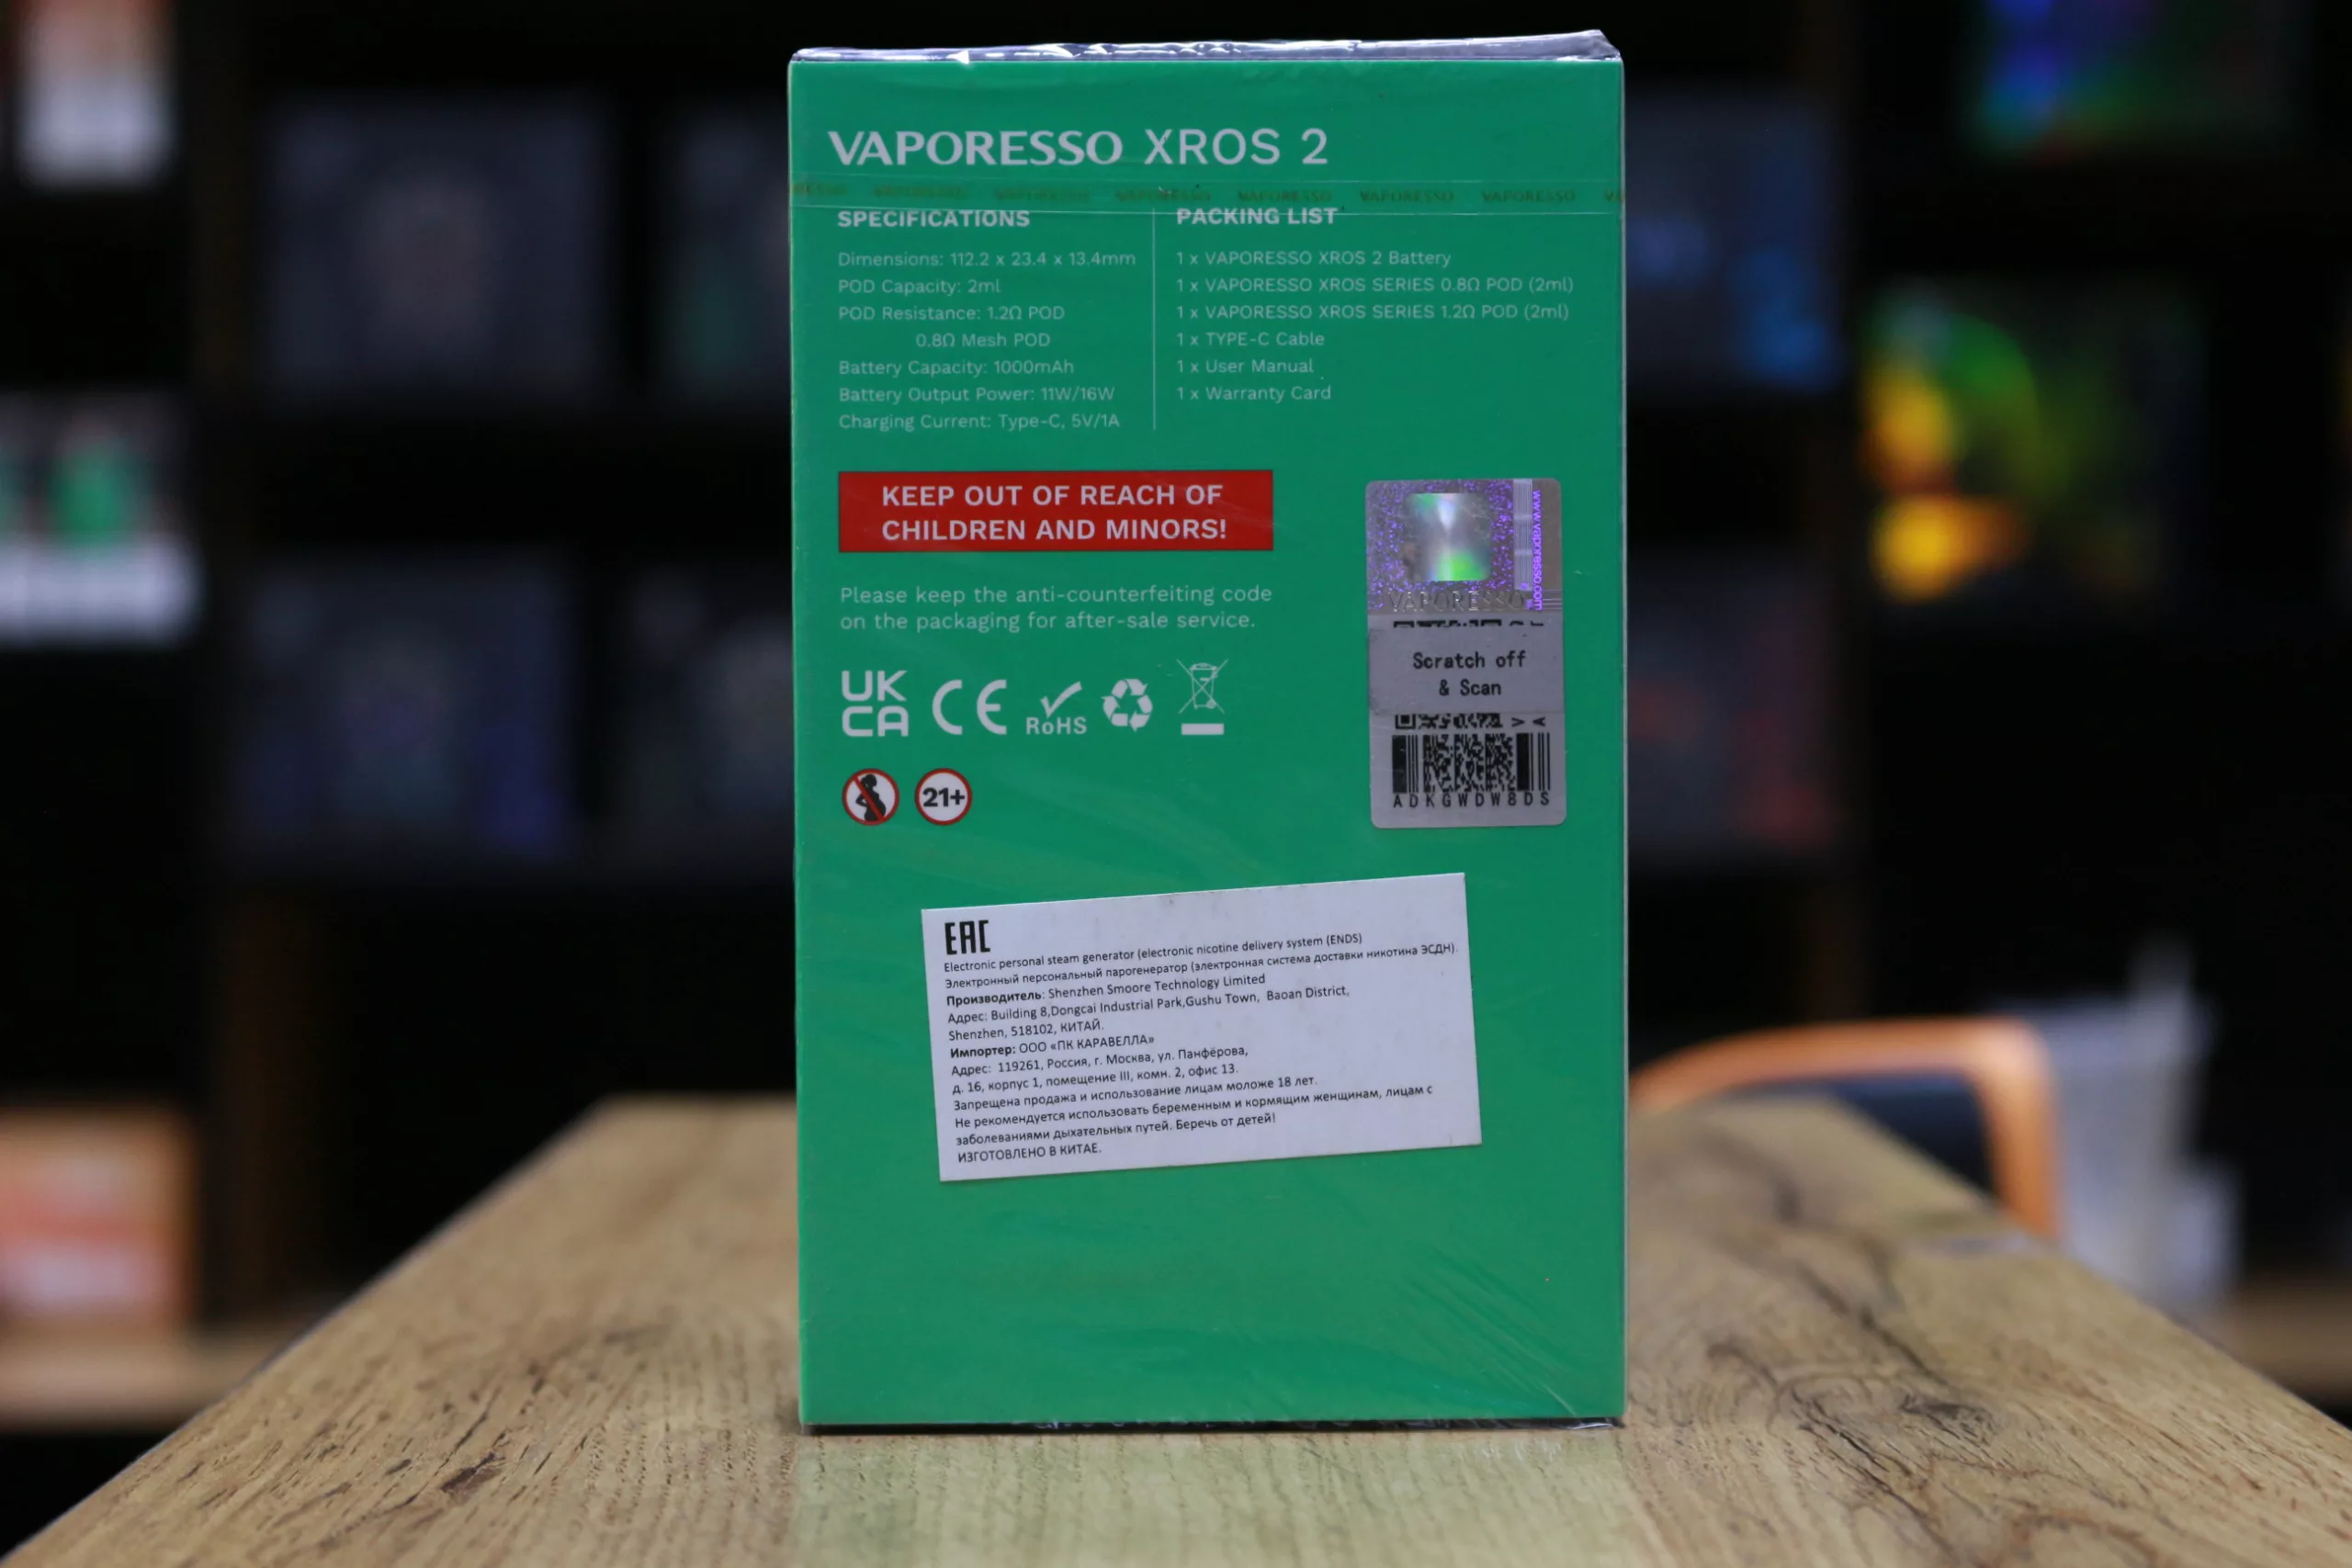 VAPORESSO XROS 2
VAPORESSO VAPORESSO VAPORESSO VAPORESSO VAPORESSO VAPORESSO
SPECIFICATIONS
Dimensions: 112.2 x 23.4 x 13.4mm
POD Capacity: 2ml
POD Resistance: 1.2Ω POD
0.8Ω Mesh POD
Battery Capacity: 1000mAh
Battery Output Power: 11W/16W
Charging Current: Type-C, 5V/1A
PACKING LIST
1 x VAPORESSO XROS 2 Battery
1 x VAPORESSO XROS SERIES 0.8Ω POD (2ml)
1 x VAPORESSO XROS SERIES 1.2Ω POD (2ml)
1 x TYPE-C Cable
1 x User Manual
1 x Warranty Card
KEEP OUT OF REACH OF
CHILDREN AND MINORS!
Please keep the anti-counterfeiting code
on the packaging for after-sale service.
UK
CA
CE
RoHS
21+
www.vaporesso.com
VAPORESSO
Scratch off
& Scan
ADKGWDW8DS
EAC
Electronic personal steam generator (electronic nicotine delivery system (ENDS)
Электронный персональный парогенератор (электронная система доставки никотина ЭСДН).
Производитель: Shenzhen Smoore Technology Limited
Адрес: Building 8,Dongcai Industrial Park,Gushu Town, Baoan District,
Shenzhen, 518102, КИТАЙ.
Импортер: ООО «ПК КАРАВЕЛЛА»
Адрес: 119261, Россия, г. Москва, ул. Панфёрова,
д. 16, корпус 1, помещение III, комн. 2, офис 13.
Запрещена продажа и использование лицам моложе 18 лет.
Не рекомендуется использовать беременным и кормящим женщинам, лицам с
заболеваниями дыхательных путей. Беречь от детей!
ИЗГОТОВЛЕНО В КИТАЕ.